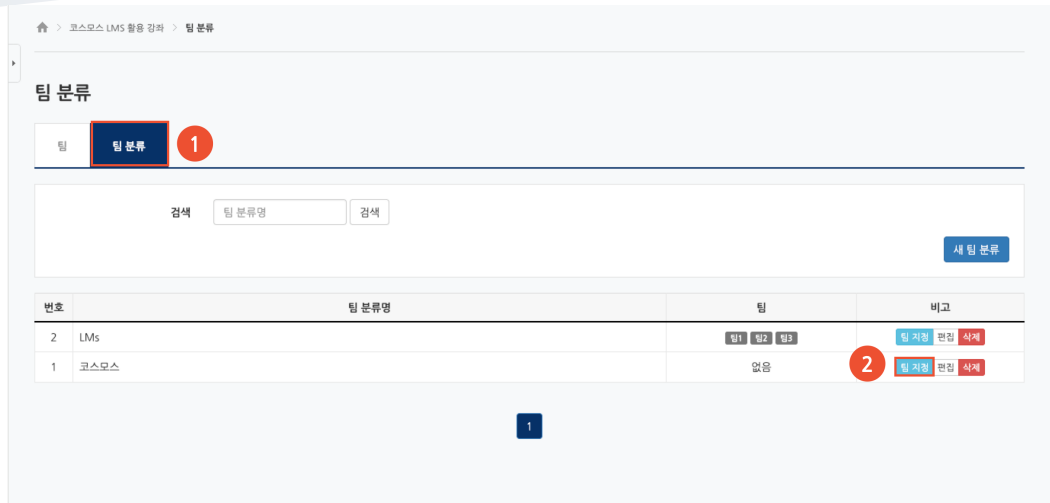 코스모스 LMS 활용 강좌 > 팀 분류
팀 분류
팀 팀 분류 1
검색 팀 분류명 검색
새 팀 분류
번호 팀 분류명 팀 비고
2 LMs 팀1 팀2 팀3 팀 지정 편집 삭제
1 코스모스 없음 2 팀 지정 편집 삭제
1